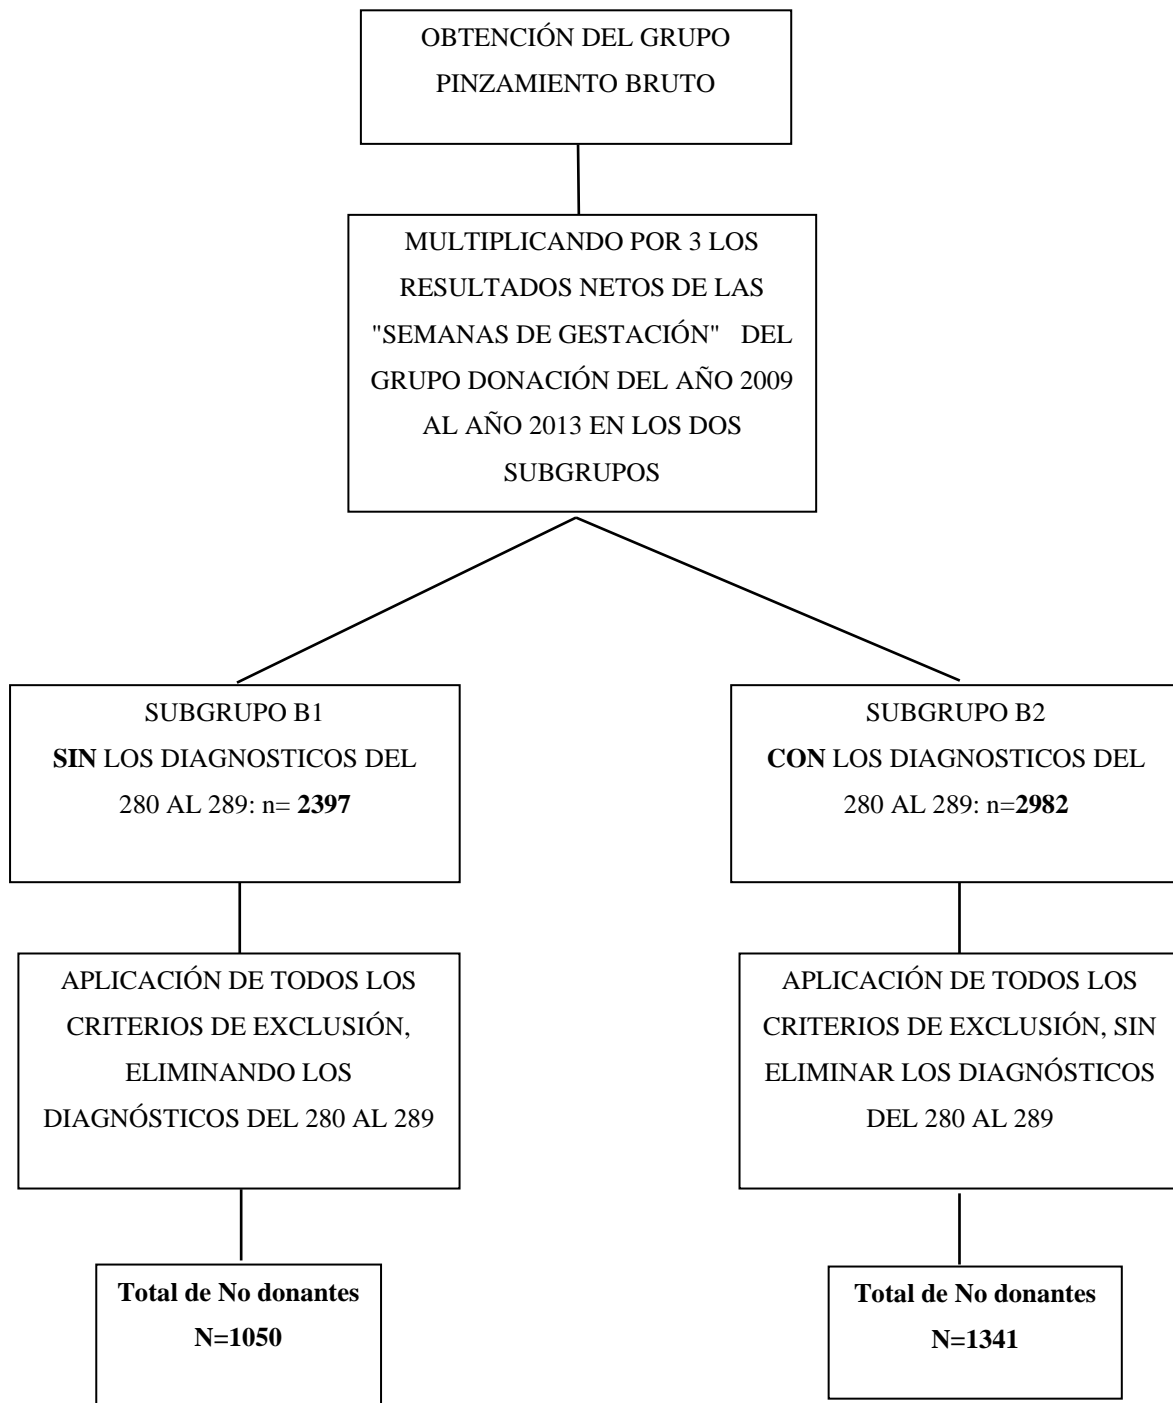 OBTENCIÓN DEL GRUPO
PINZAMIENTO BRUTO
MULTIPLICANDO POR 3 LOS
RESULTADOS NETOS DE LAS
"SEMANAS DE GESTACIÓN" DEL
GRUPO DONACIÓN DEL AÑO 2009
AL AÑO 2013 EN LOS DOS
SUBGRUPOS
SUBGRUPO B1
SIN LOS DIAGNOSTICOS DEL
280 AL 289: n= 2397
SUBGRUPO B2
CON LOS DIAGNOSTICOS DEL
280 AL 289: n=2982
APLICACIÓN DE TODOS LOS
CRITERIOS DE EXCLUSIÓN,
ELIMINANDO LOS
DIAGNÓSTICOS DEL 280 AL 289
APLICACIÓN DE TODOS LOS
CRITERIOS DE EXCLUSIÓN, SIN
ELIMINAR LOS DIAGNÓSTICOS
DEL 280 AL 289
Total de No donantes
N=1050
Total de No donantes
N=1341